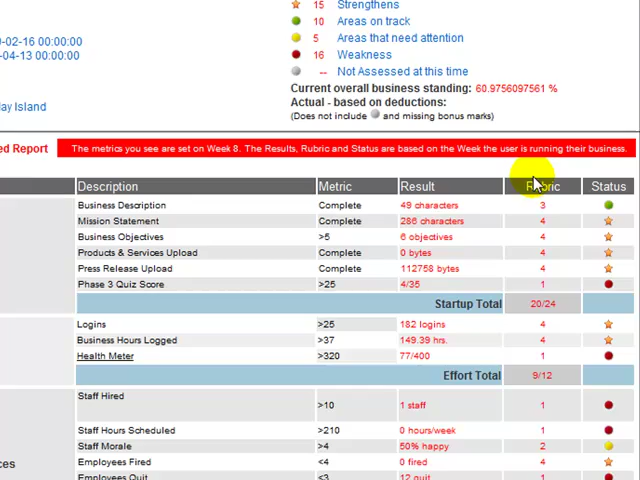 15 Strengthens
10 Areas on track
5 Areas that need attention
16 Weakness
-- Not Assessed at this time
9-02-16 00:00:00
-04-13 00:00:00
Current overall business standing: 60.9756097561 %
Actual - based on deductions:
(Does not include and missing bonus marks)
ay Island
ed Report
The metrics you see are set on Week 8. The Results, Rubric and Status are based on the Week the user is running their business.
Description Metric Result Rubric Status
Business Description Complete 49 characters 3
Mission Statement Complete 286 characters 4
Business Objectives >5 6 objectives 4
Products & Services Upload Complete 0 bytes 4
Press Release Upload Complete 112758 bytes 4
Phase 3 Quiz Score >25 4/35 1
Startup Total 20/24
Logins >25 182 logins 4
Business Hours Logged >37 149.39 hrs. 4
Health Meter >320 77/400 1
Effort Total 9/12
Staff Hired >10 1 staff 1
Staff Hours Scheduled >210 0 hours/week 1
Staff Morale >4 50% happy 2
ces
Employees Fired <4 0 fired 4
Employees Quit <3 12 quit 1